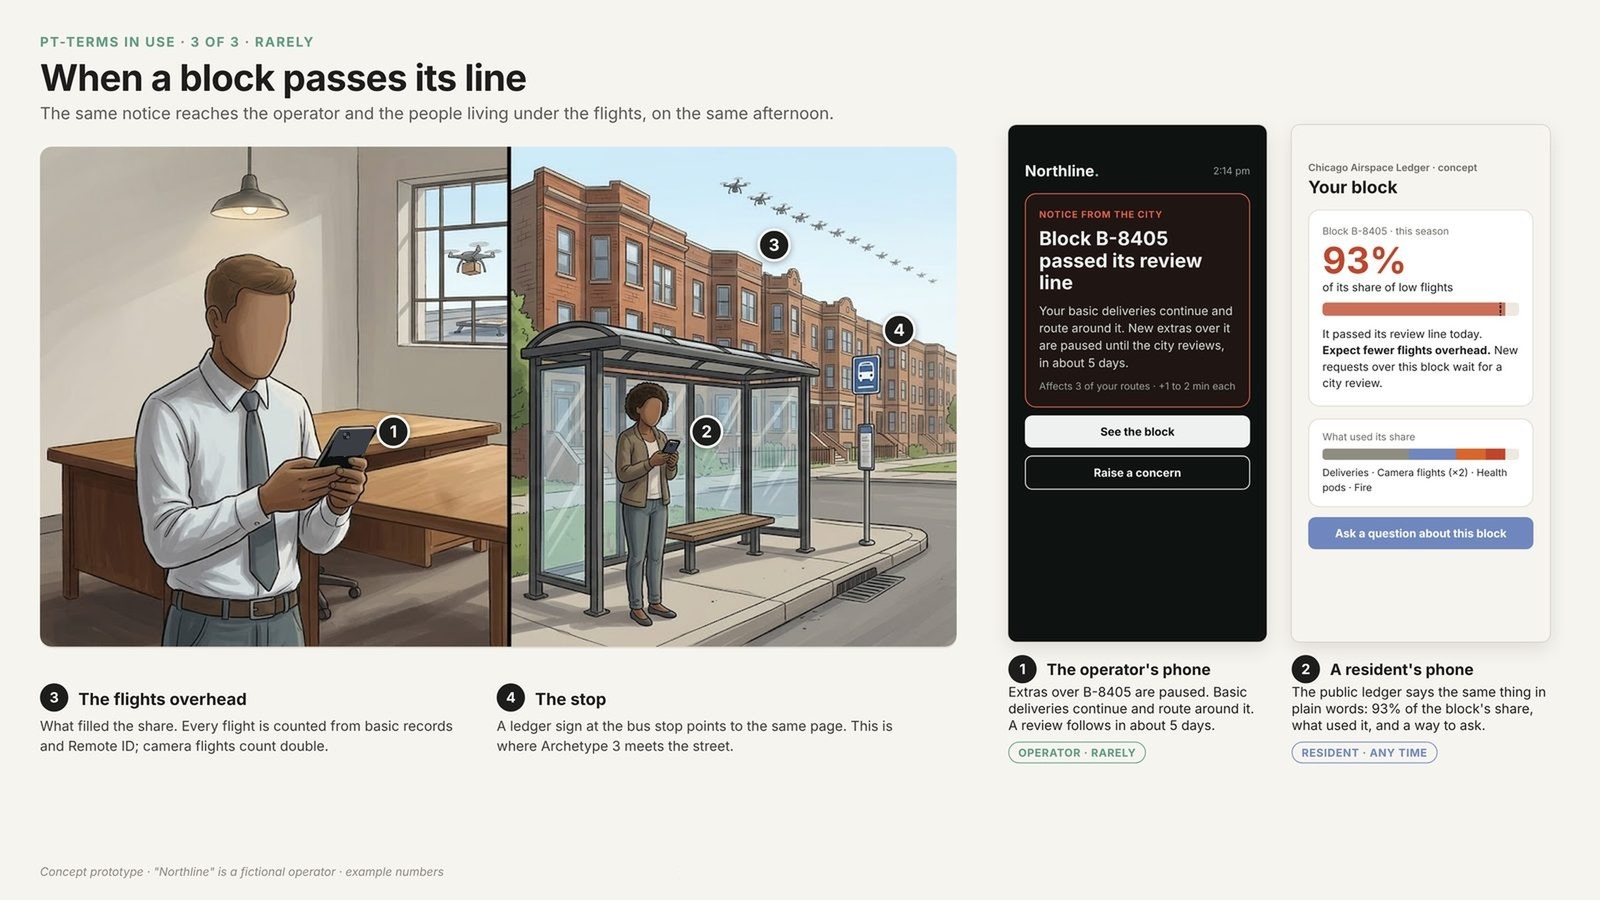 PT-TERMS IN USE · 3 OF 3 · RARELY
When a block passes its line
The same notice reaches the operator and the people living under the flights, on the same afternoon.
3
4
1
2
Northline.
2:14 pm
NOTICE FROM THE CITY
Block B-8405
passed its review
line
Your basic deliveries continue and
route around it. New extras over it
are paused until the city reviews,
in about 5 days.
Affects 3 of your routes · +1 to 2 min each
See the block
Raise a concern
Chicago Airspace Ledger · concept
Your block
Block B-8405 · this season
93%
of its share of low flights
It passed its review line today.
Expect fewer flights overhead. New
requests over this block wait for a
city review.
What used its share
Deliveries · Camera flights (×2) · Health
pods · Fire
Ask a question about this block
3 The flights overhead
What filled the share. Every flight is counted from basic records
and Remote ID; camera flights count double.
4 The stop
A ledger sign at the bus stop points to the same page. This is
where Archetype 3 meets the street.
1 The operator's phone
Extras over B-8405 are paused. Basic
deliveries continue and route around it.
A review follows in about 5 days.
OPERATOR · RARELY
2 A resident's phone
The public ledger says the same thing in
plain words: 93% of the block's share,
what used it, and a way to ask.
RESIDENT · ANY TIME
Concept prototype · "Northline" is a fictional operator · example numbers